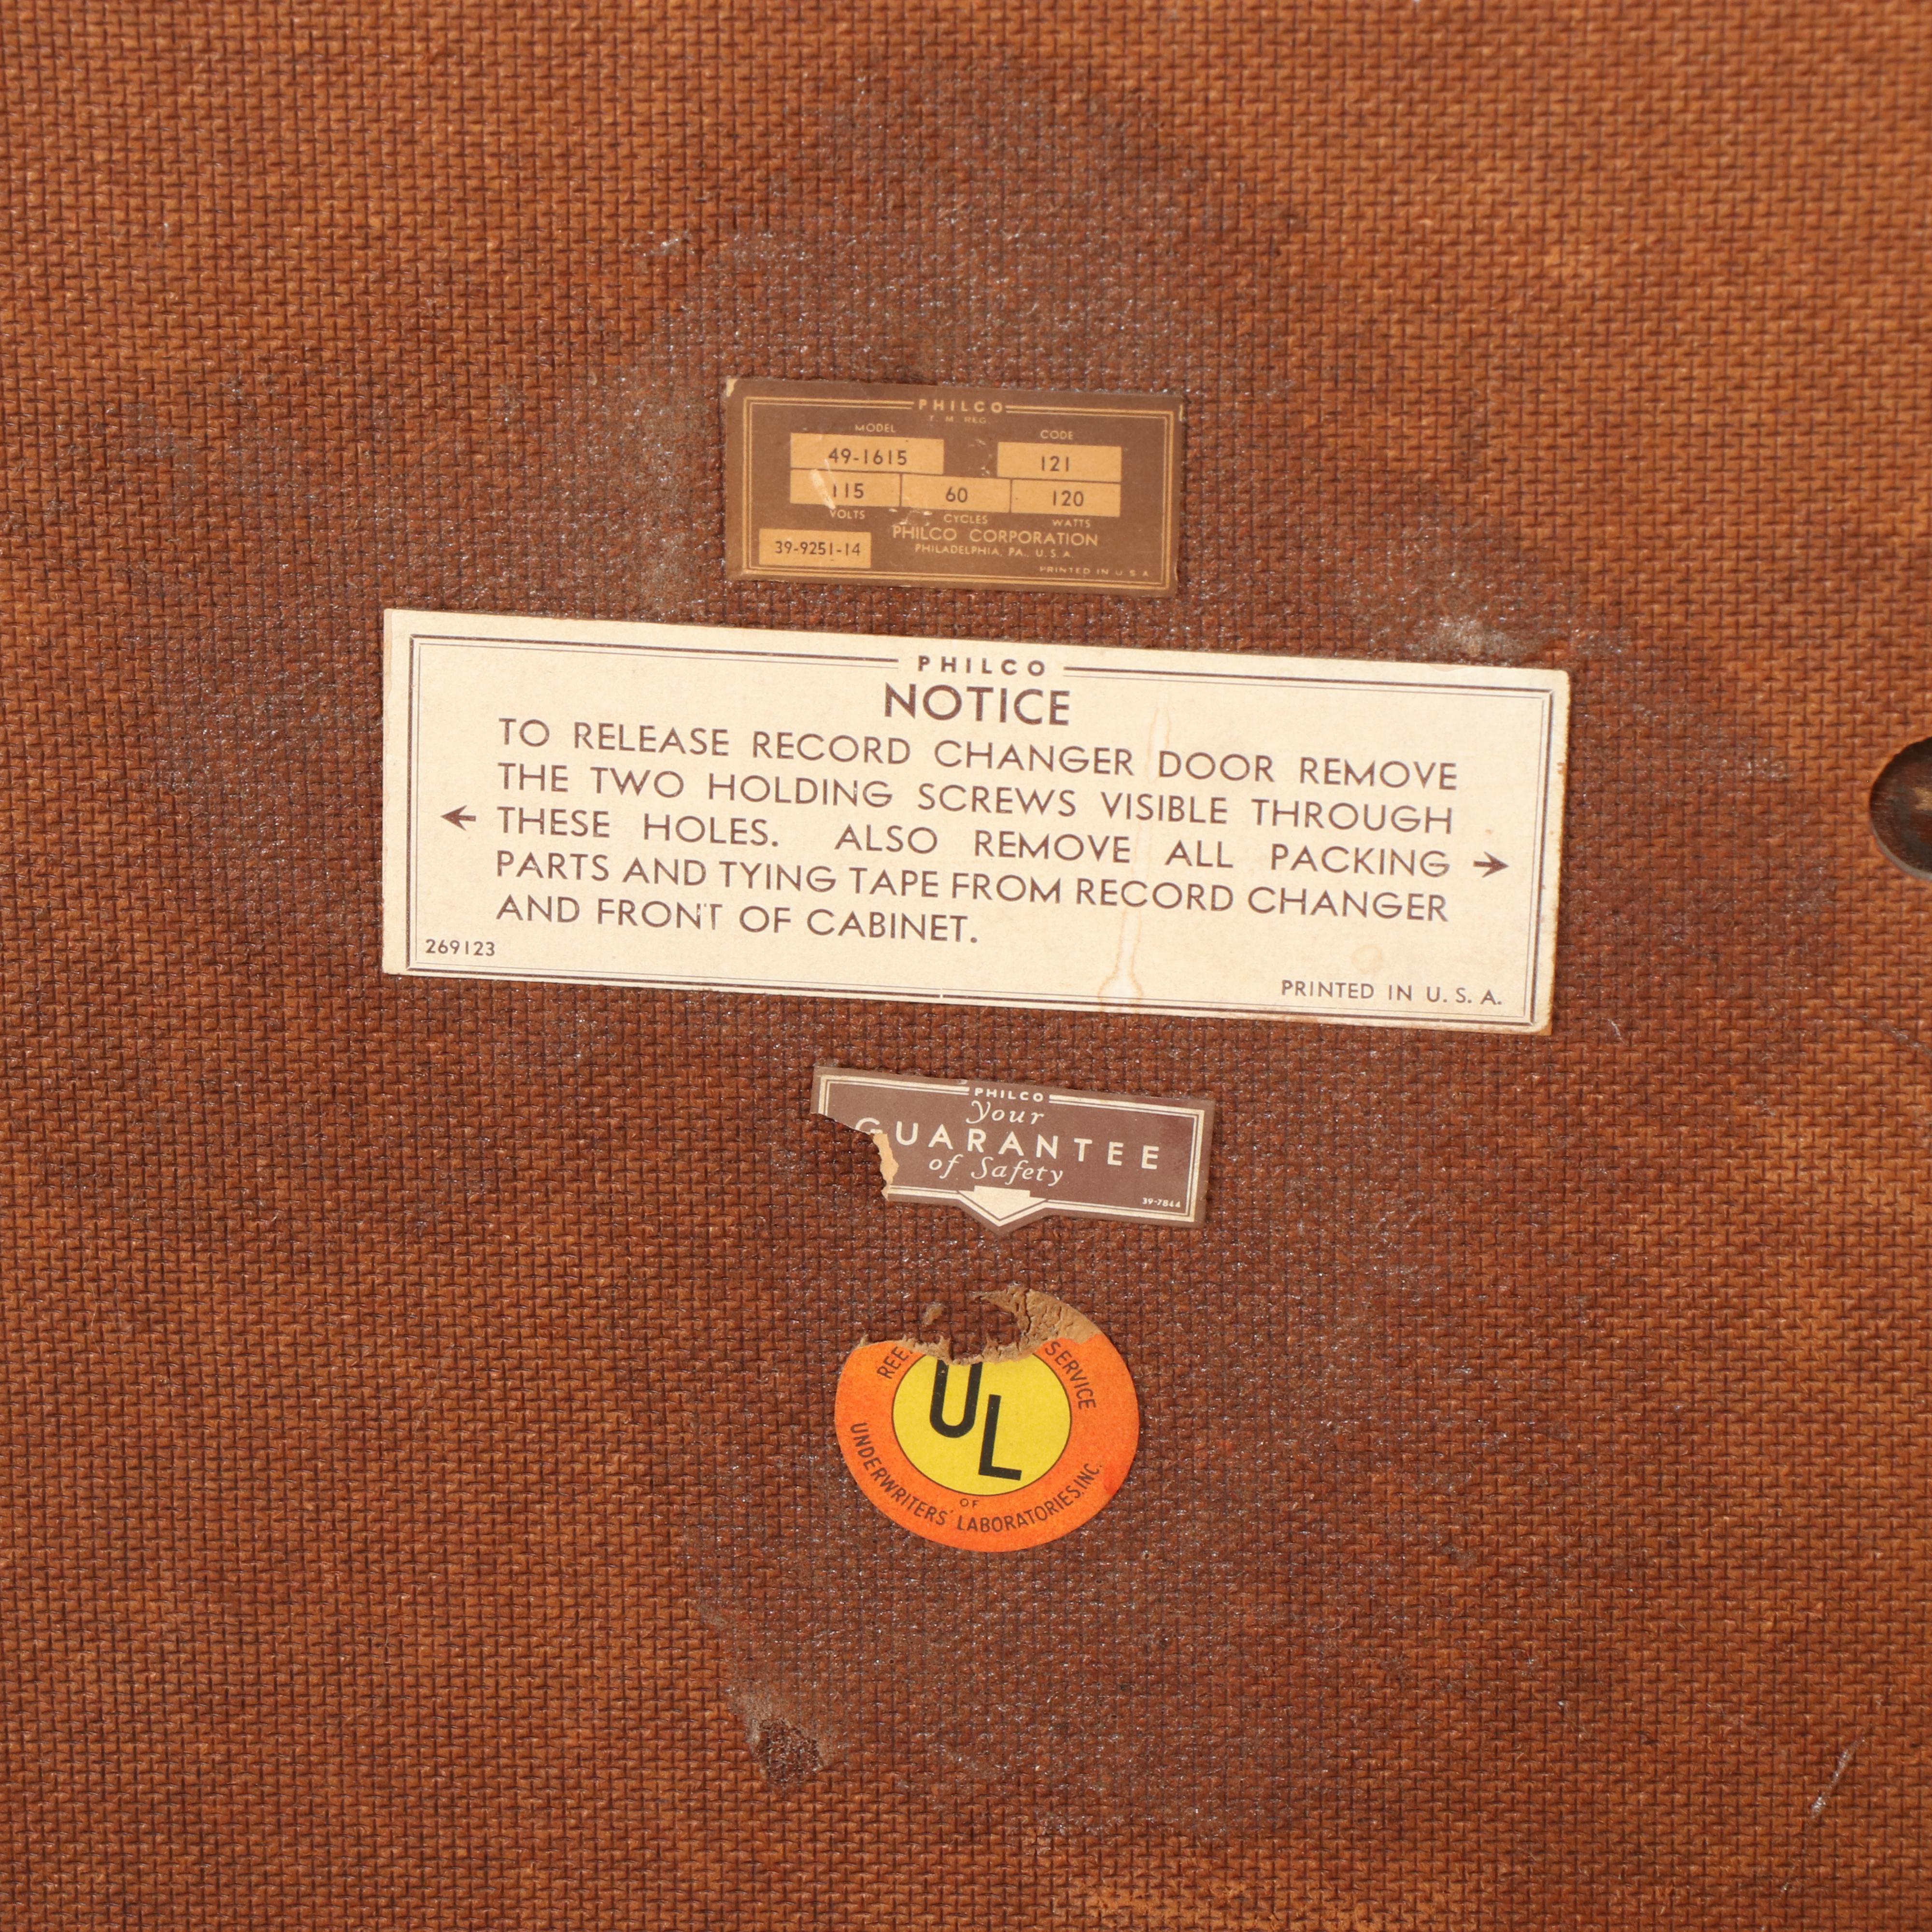 PHILCO
T. M. REG.
MODEL CODE
49-1615 121
115 60 120
VOLTS CYCLES WATTS
PHILCO CORPORATION
PHILADELPHIA, PA., U.S.A.
39-9251-14
PRINTED IN U S A
PHILCO
NOTICE
TO RELEASE RECORD CHANGER DOOR REMOVE
THE TWO HOLDING SCREWS VISIBLE THROUGH
← THESE HOLES. ALSO REMOVE ALL PACKING →
PARTS AND TYING TAPE FROM RECORD CHANGER
AND FRONT OF CABINET.
269123
PRINTED IN U. S. A.
PHILCO
Your
GUARANTEE
of Safety
39-7844
SERVICE
UL
OF
UNDERWRITERS' LABORATORIES, INC.